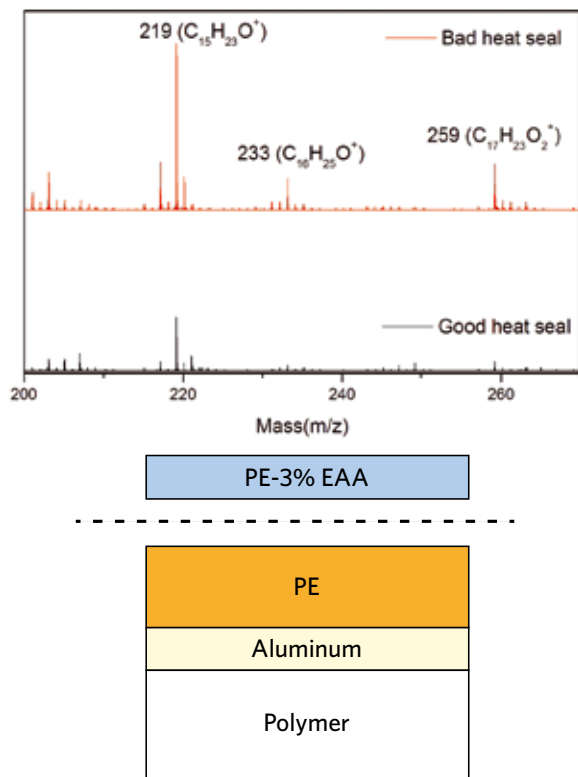 219 (C₁₅H₂₃O⁺)
Bad heat seal
233 (C₁₆H₂₅O⁺)
259 (C₁₇H₂₃O₂⁺)
Good heat seal
200 220 240 260
Mass(m/z)
PE-3% EAA
PE
Aluminum
Polymer